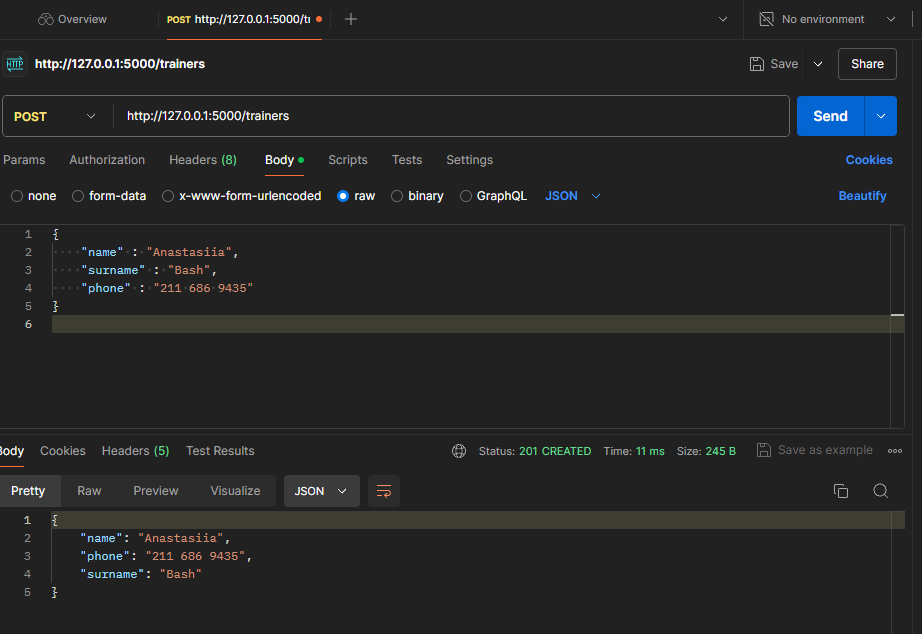 Overview
POST http://127.0.0.1:5000/tr
No environment
HTTP http://127.0.0.1:5000/trainers
Save
Share
POST
http://127.0.0.1:5000/trainers
Send
Params Authorization Headers (8) Body Scripts Tests Settings Cookies
none form-data x-www-form-urlencoded raw binary GraphQL JSON Beautify
1 {
2 ····"name"·:·"Anastasiia",
3 ····"surname"·:·"Bash",
4 ····"phone"·:·"211·686·9435"
5 }
6
Body Cookies Headers (5) Test Results Status: 201 CREATED Time: 11 ms Size: 245 B Save as example
Pretty Raw Preview Visualize JSON
1 {
2 "name": "Anastasiia",
3 "phone": "211 686 9435",
4 "surname": "Bash"
5 }